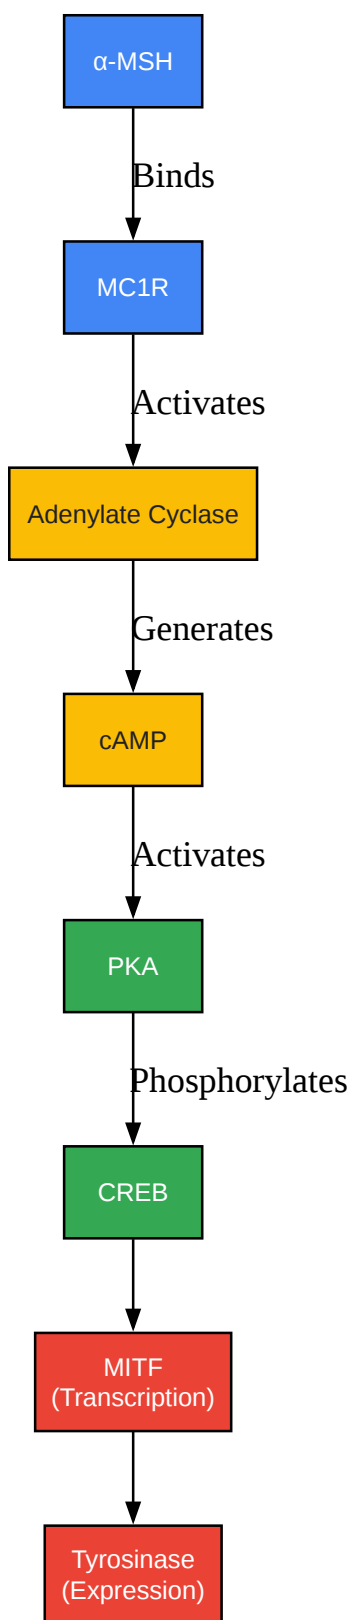 α-MSH
Binds
MC1R
Activates
Adenylate Cyclase
Generates
cAMP
Activates
PKA
Phosphorylates
CREB
MITF
(Transcription)
Tyrosinase
(Expression)